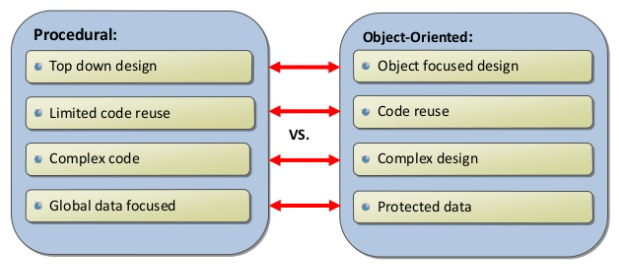 Procedural:
Top down design
Limited code reuse
Complex code
Global data focused
VS.
Object-Oriented:
Object focused design
Code reuse
Complex design
Protected data